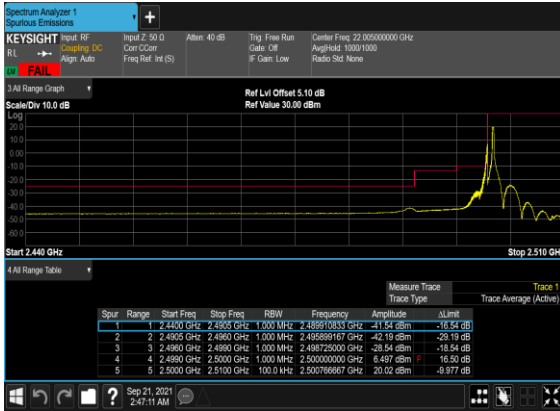 Spectrum Analyzer 1
Spurious Emissions
KEYSIGHT Input: RF Input Z: 50 Ω Atten: 40 dB Trig: Free Run Center Freq: 22.005000000 GHz
RL Coupling: DC Corr CCorr Gate: Off Avg|Hold: 1000/1000
Align: Auto Freq Ref: Int (S) IF Gain: Low Radio Std: None
FAIL
3 All Range Graph
Ref Lvl Offset 5.10 dB
Scale/Div 10.0 dB Ref Value 30.00 dBm
Log
20.0
10.0
0.00
-10.0
-20.0
-30.0
-40.0
-50.0
-60.0
Start 2.440 GHz Stop 2.510 GH
4 All Range Table
Measure Trace Trace 1
Trace Type Trace Average (Active)
Spur Range Start Freq Stop Freq RBW Frequency Amplitude ΔLimit
1 1 2.4400 GHz 2.4905 GHz 1.000 MHz 2.489910833 GHz -41.54 dBm -16.54 dB
2 2 2.4905 GHz 2.4960 GHz 1.000 MHz 2.495899167 GHz -42.19 dBm -29.19 dB
3 3 2.4960 GHz 2.4990 GHz 1.000 MHz 2.498725000 GHz -28.54 dBm -18.54 dB
4 4 2.4990 GHz 2.5000 GHz 1.000 MHz 2.500000000 GHz 6.497 dBm F 16.50 dB
5 5 2.5000 GHz 2.5100 GHz 100.0 kHz 2.500766667 GHz 20.02 dBm -9.977 dB
? Sep 21, 2021
2:47:11 AM